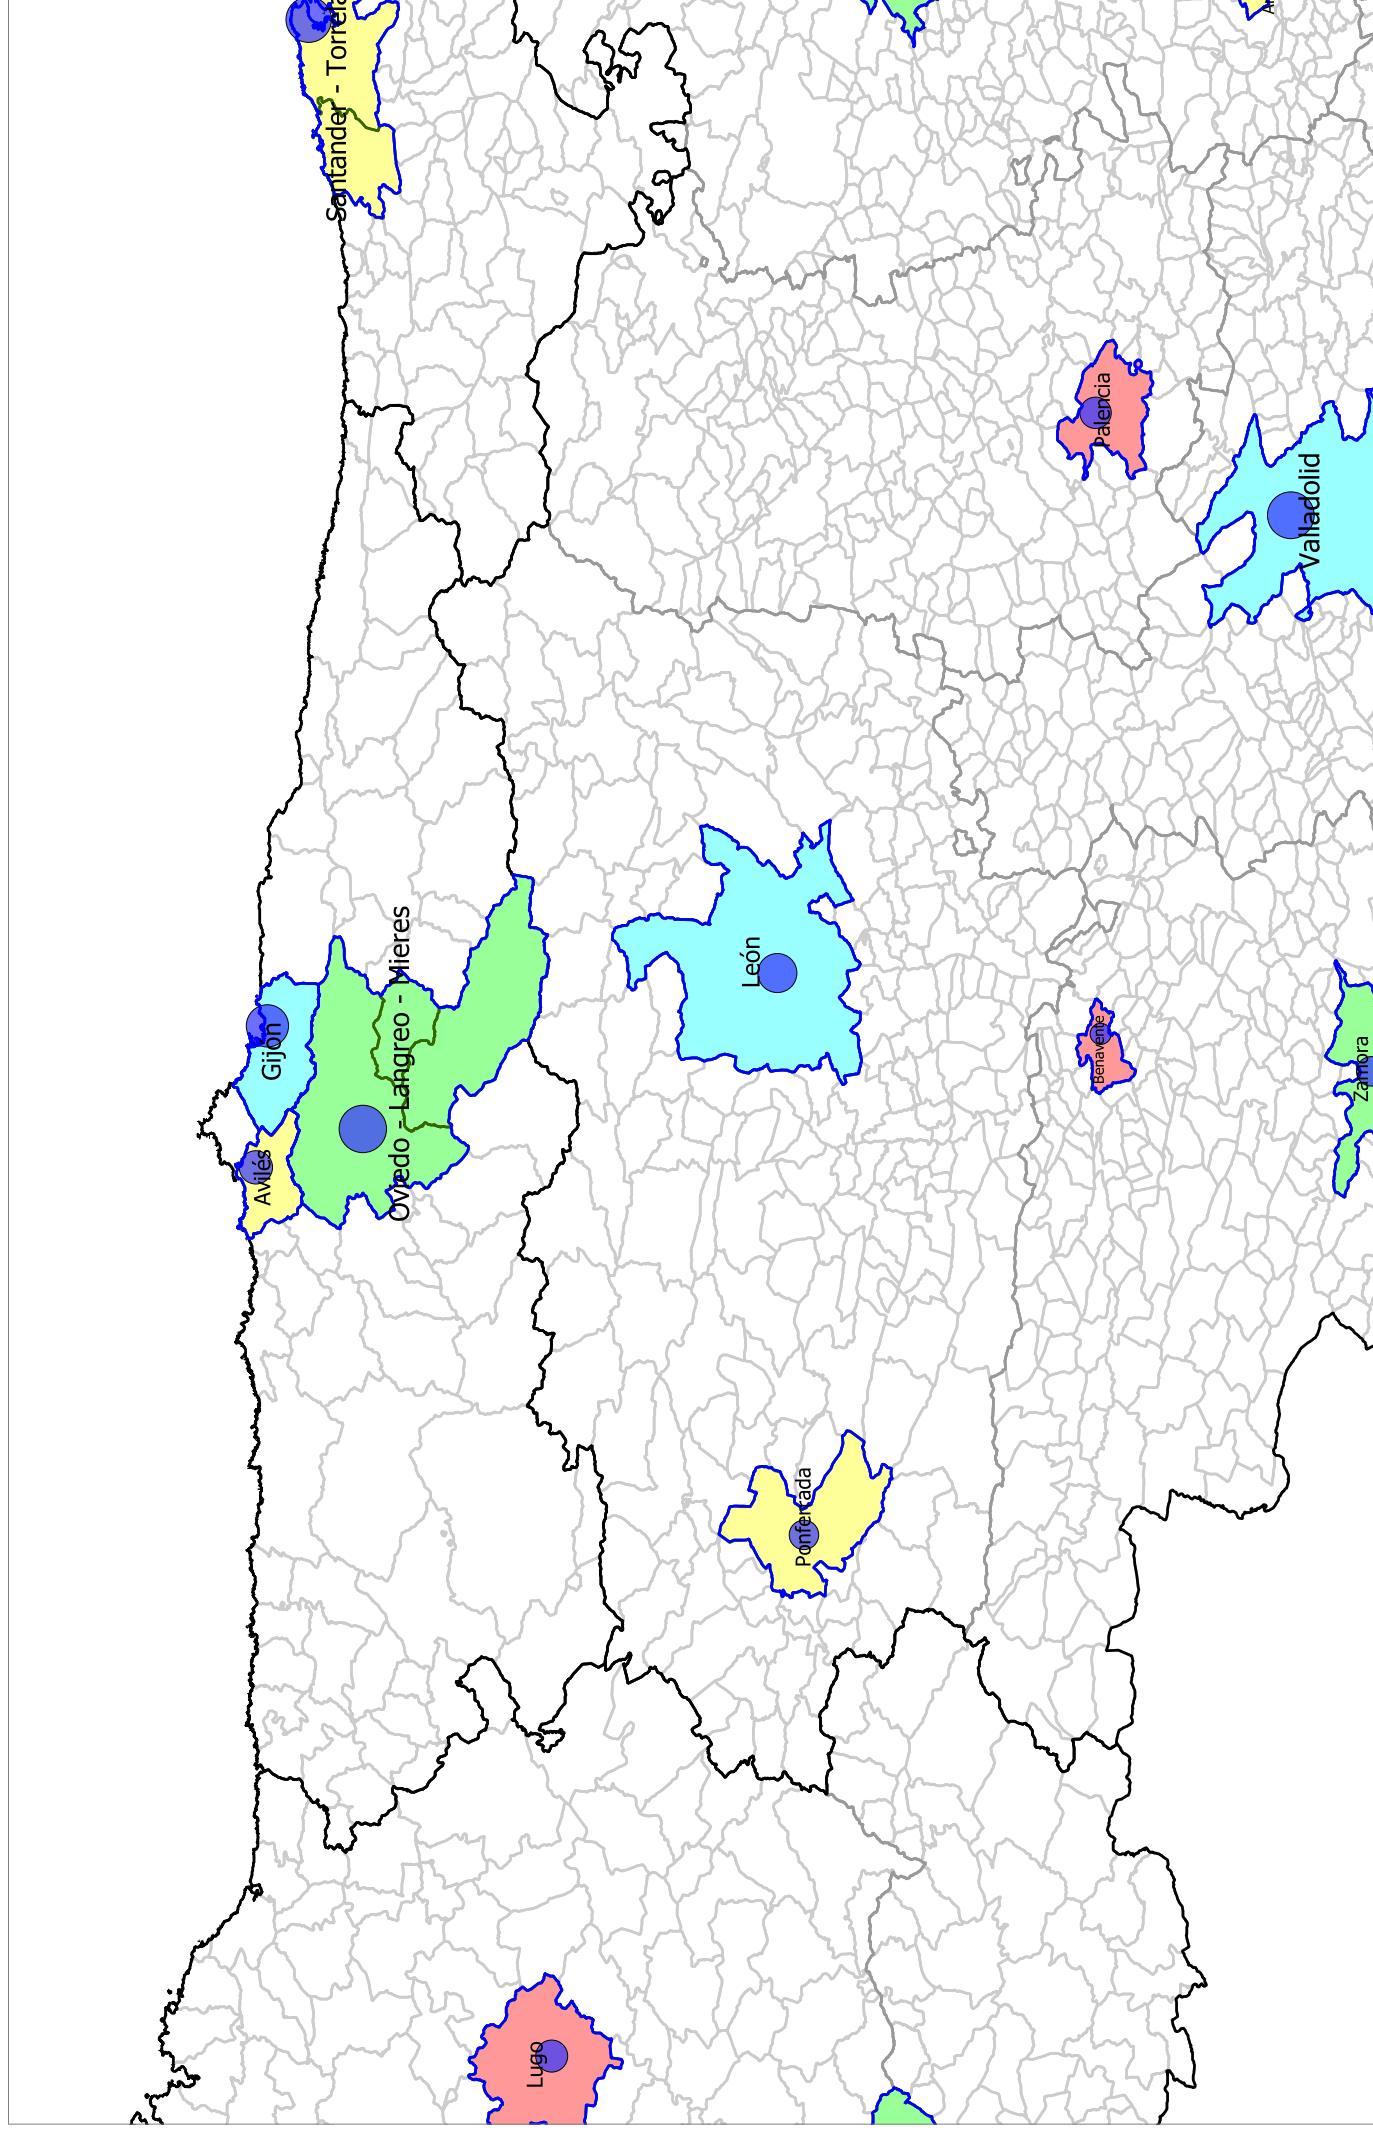 Santander - Torrela
Gijón
Avilés
Oviedo - Langreo - Mieres
León
Palencia
Valladolid
Benavente
Zamora
Ponferrada
Lugo